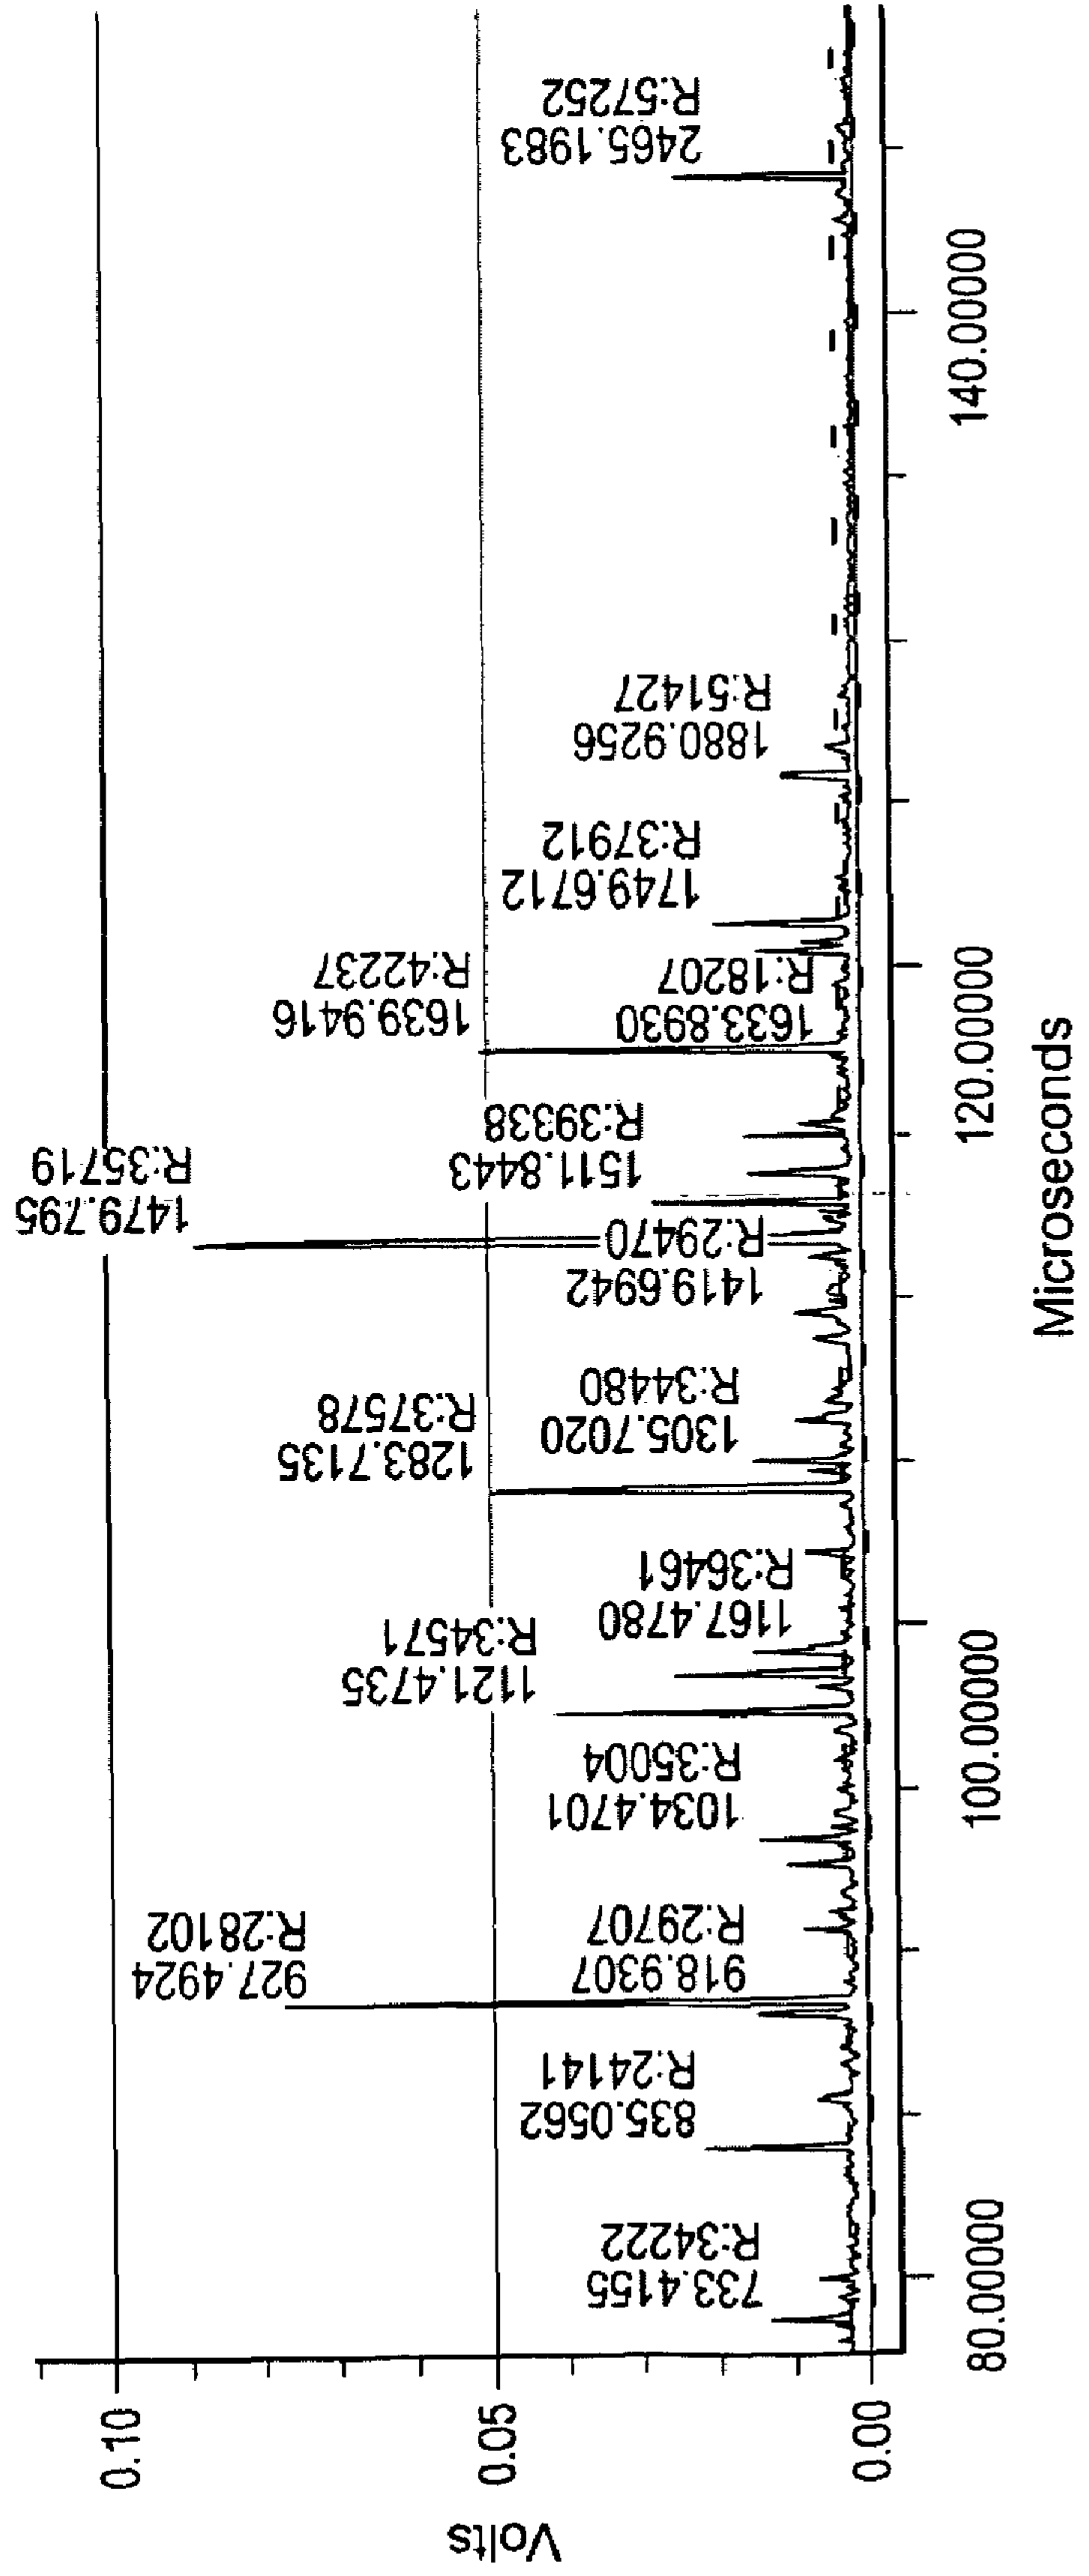 Volts
0.10
0.05
0.00
733.4155
R:34222
835.0562
R:24141
918.9307
R:29707
927.4924
R:28102
1034.4701
R:35004
1121.4735
R:34571
1167.4780
R:36461
1283.7135
R:37578
1305.7020
R:34480
1419.6942
R:29470
1479.795
R:35719
1511.8443
R:39338
1639.9416
R:42237
1633.8930
R:18207
1749.6712
R:37912
1880.9256
R:51427
2465.1983
R:57252
80.00000
100.00000
120.00000
140.00000
Microseconds